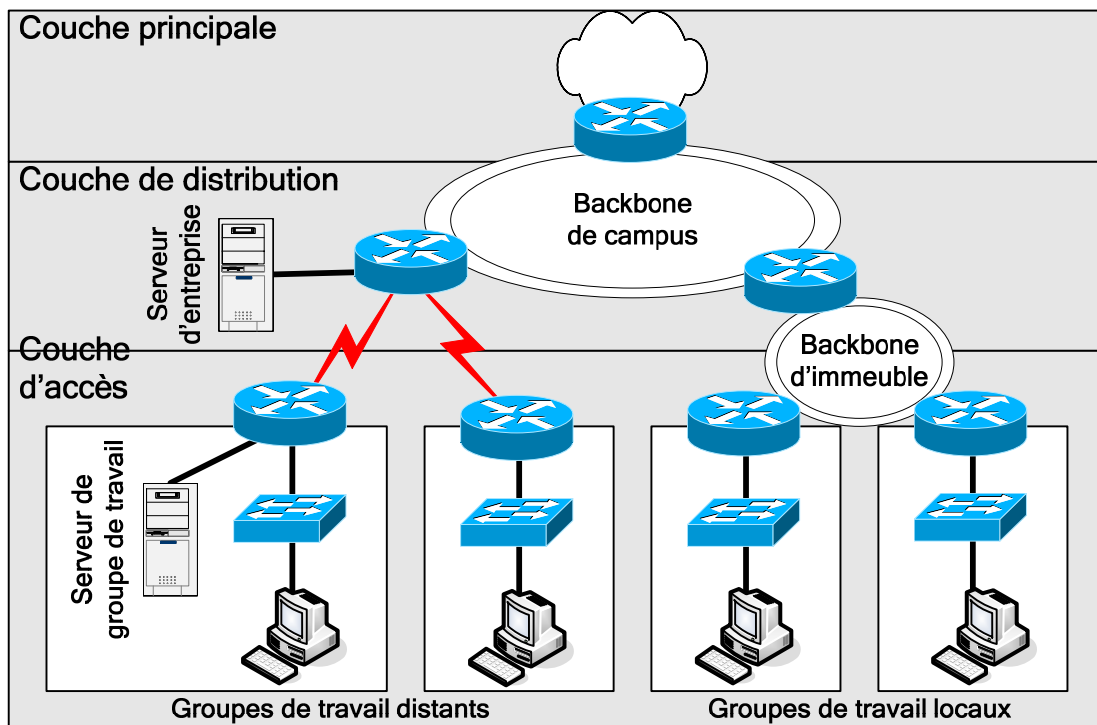 Couche principale
Couche de distribution
Backbone
de campus
Serveur
d'entreprise
Couche
d'accès
Backbone
d'immeuble
Serveur de
groupe de travail
Groupes de travail distants
Groupes de travail locaux